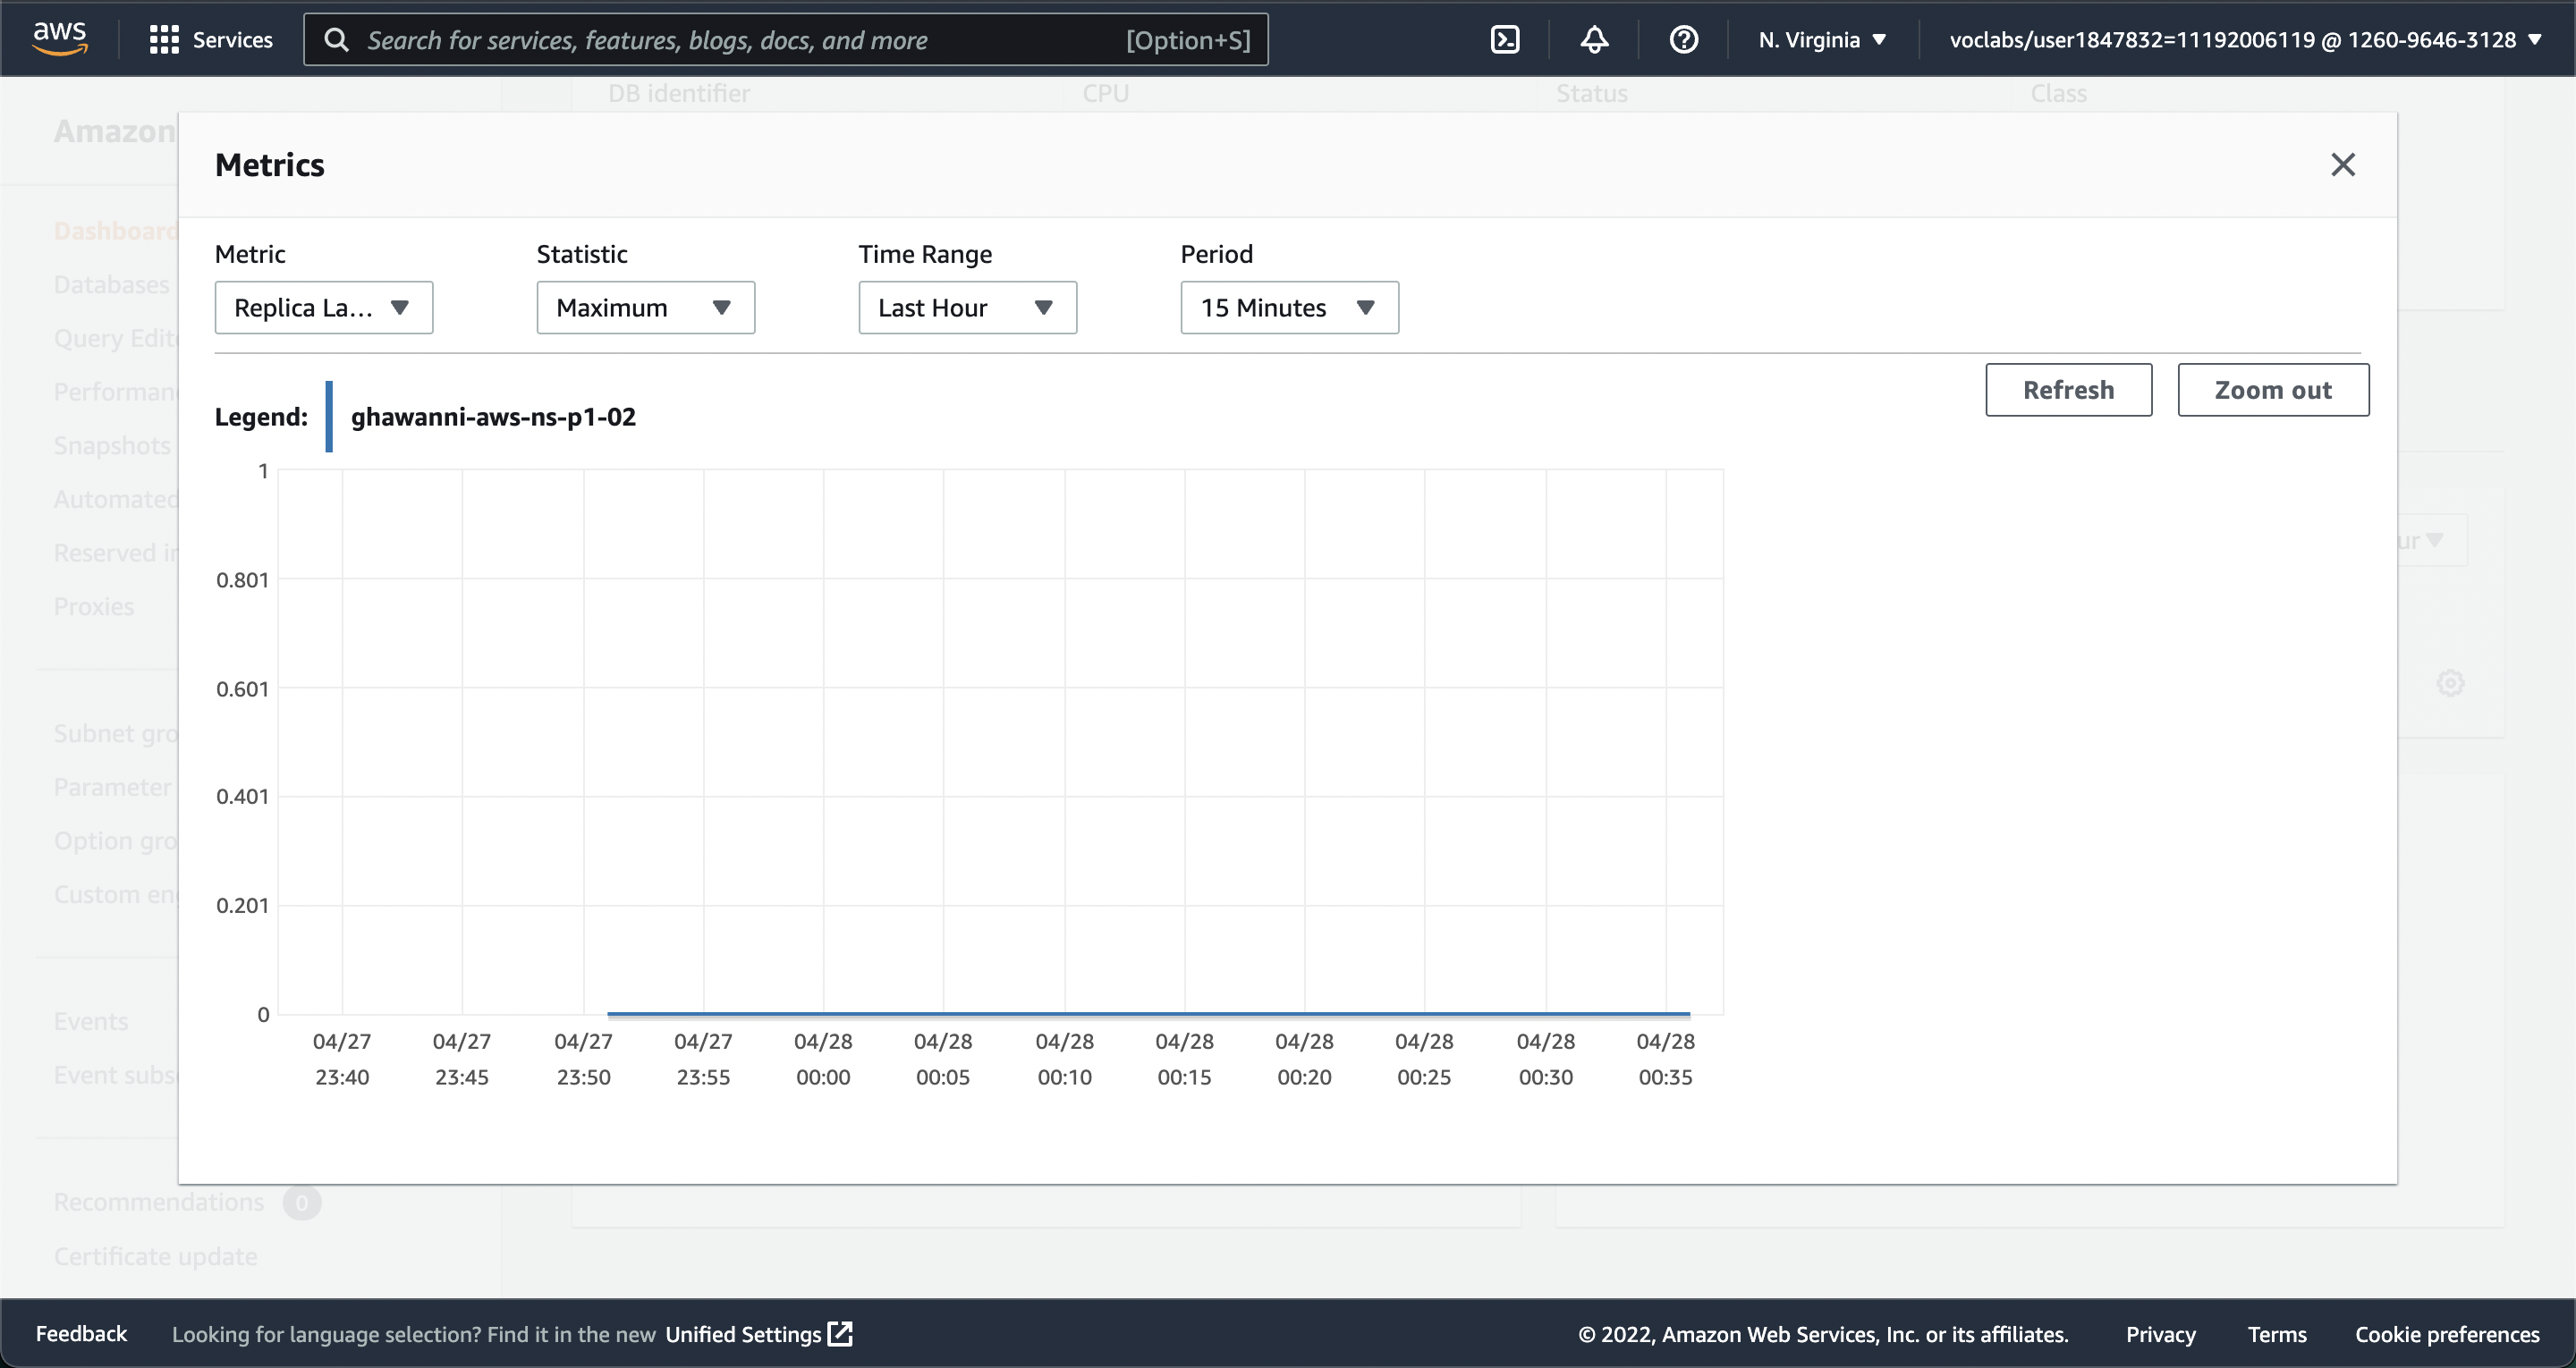 aws
Services
Search for services, features, blogs, docs, and more [Option+S]
N. Virginia
voclabs/user1847832=11192006119 @ 1260-9646-3128
DB identifier CPU Status Class
Amazon
Dashboard
Databases
Query
Snapshots
Automated
Reserved
Proxies
Subnet
Parameter
Option
Custom
Events
Event
Recommendations 0
Certificate update
Metrics
Metric Statistic Time Range Period
Replica La... Maximum Last Hour 15 Minutes
Refresh Zoom out
Legend: ghawanni-aws-ns-p1-02
1
0.801
0.601
0.401
0.201
0
04/27 04/27 04/27 04/27 04/28 04/28 04/28 04/28 04/28 04/28 04/28 04/28
23:40 23:45 23:50 23:55 00:00 00:05 00:10 00:15 00:20 00:25 00:30 00:35
Feedback Looking for language selection? Find it in the new Unified Settings
© 2022, Amazon Web Services, Inc. or its affiliates. Privacy Terms Cookie preferences